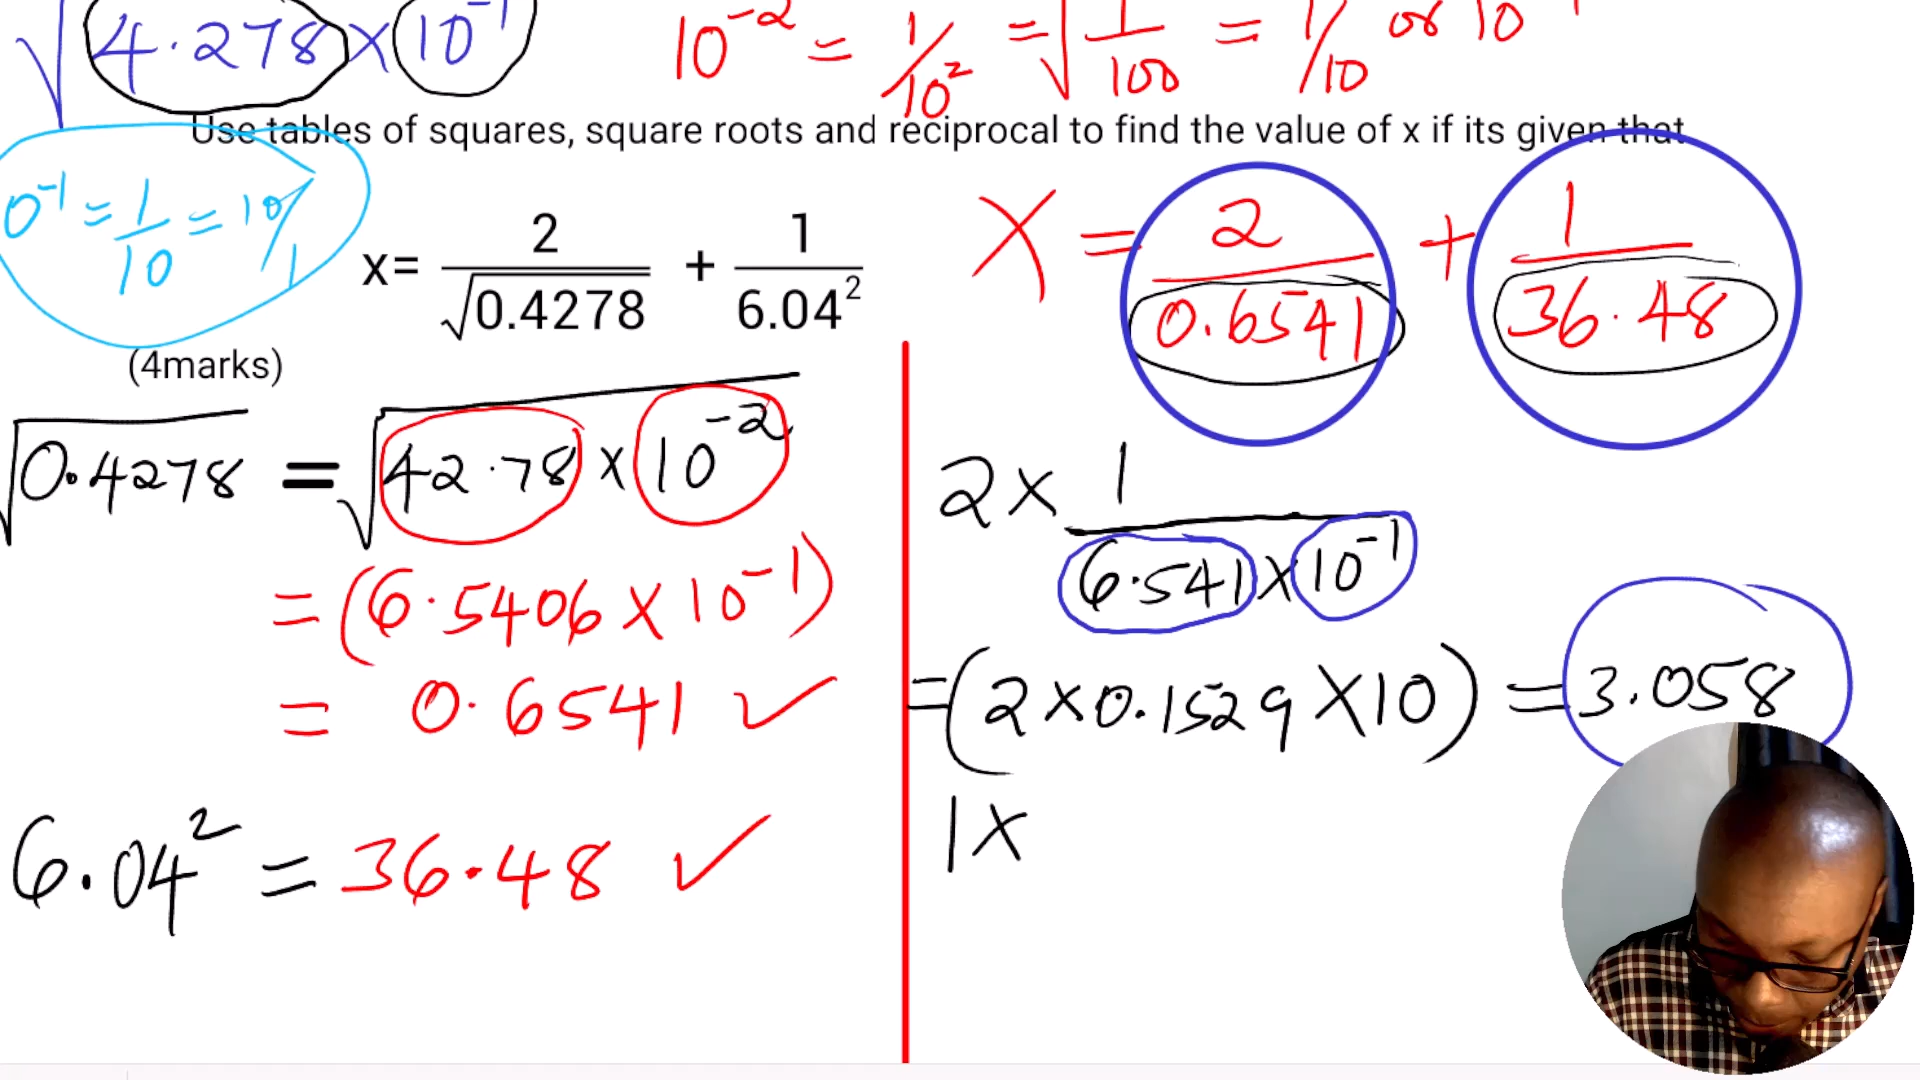 √4.278 × 10⁻¹
10⁻² = 1/10² = √1/100 = 1/10 or 10⁻¹
Use tables of squares, square roots and reciprocal to find the value of x if its given that
0⁻¹ = 1/10 = 10/1
x= 2/√0.4278 + 1/6.04²
x = 2/0.6541 + 1/36.48
(4marks)
√0.4278 = √42.78 × 10⁻²
= (6.5406 × 10⁻¹)
= 0.6541 ✓
6.04² = 36.48 ✓
2 × 1/6.541 × 10⁻¹
= (2 × 0.1529 × 10) = 3.058
1 ×